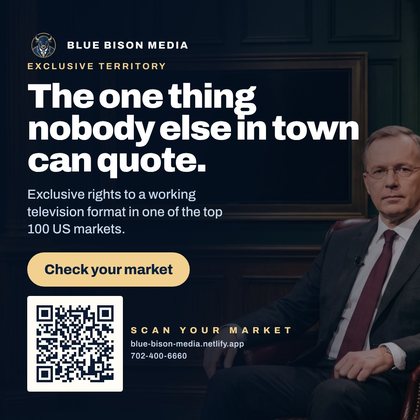 BLUE BISON MEDIA
EXCLUSIVE TERRITORY
The one thing
nobody else in town
can quote.
Exclusive rights to a working
television format in one of the top
100 US markets.
Check your market
SCAN YOUR MARKET
blue-bison-media.netlify.app
702-400-6660